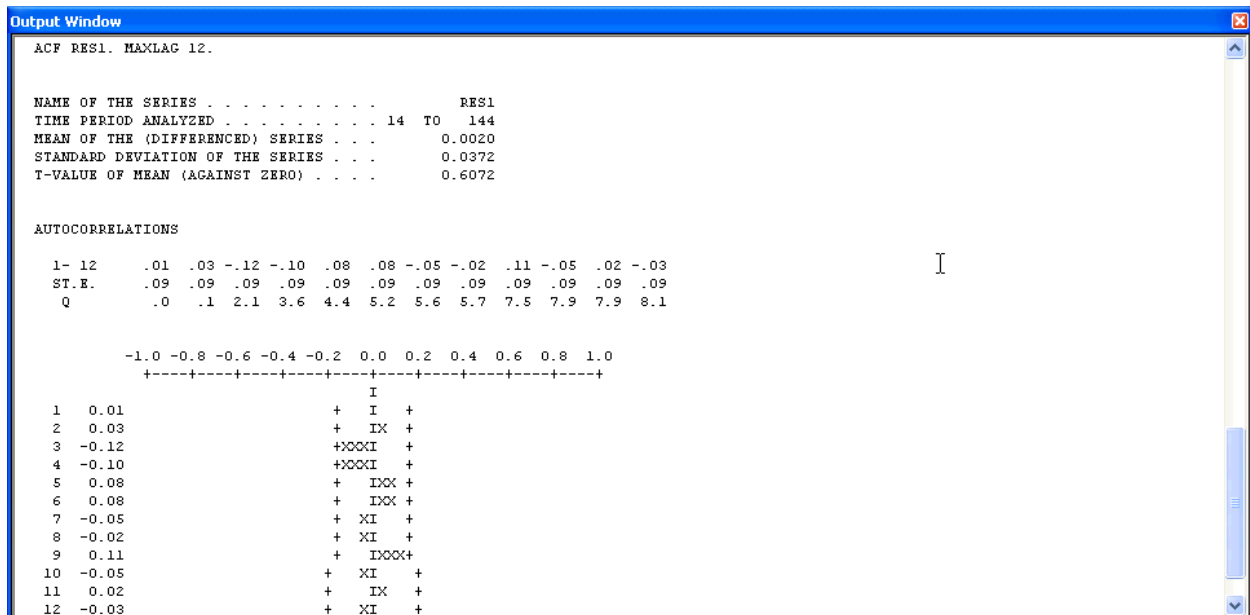 Output Window
ACF RES1. MAXLAG 12.
NAME OF THE SERIES . . . . . . . . . . RES1
TIME PERIOD ANALYZED . . . . . . . . . 14 TO 144
MEAN OF THE (DIFFERENCED) SERIES . . . 0.0020
STANDARD DEVIATION OF THE SERIES . . . 0.0372
T-VALUE OF MEAN (AGAINST ZERO) . . . . 0.6072
AUTOCORRELATIONS
1- 12 .01 .03 -.12 -.10 .08 .08 -.05 -.02 .11 -.05 .02 -.03
ST.E. .09 .09 .09 .09 .09 .09 .09 .09 .09 .09 .09 .09
Q .0 .1 2.1 3.6 4.4 5.2 5.6 5.7 7.5 7.9 7.9 8.1
-1.0 -0.8 -0.6 -0.4 -0.2 0.0 0.2 0.4 0.6 0.8 1.0
+----+----+----+----+----+----+----+----+----+----+
I
1 0.01 + I +
2 0.03 + IX +
3 -0.12 +XXXI +
4 -0.10 +XXXI +
5 0.08 + IXX +
6 0.08 + IXX +
7 -0.05 + XI +
8 -0.02 + XI +
9 0.11 + IXXX+
10 -0.05 + XI +
11 0.02 + IX +
12 -0.03 + XI +